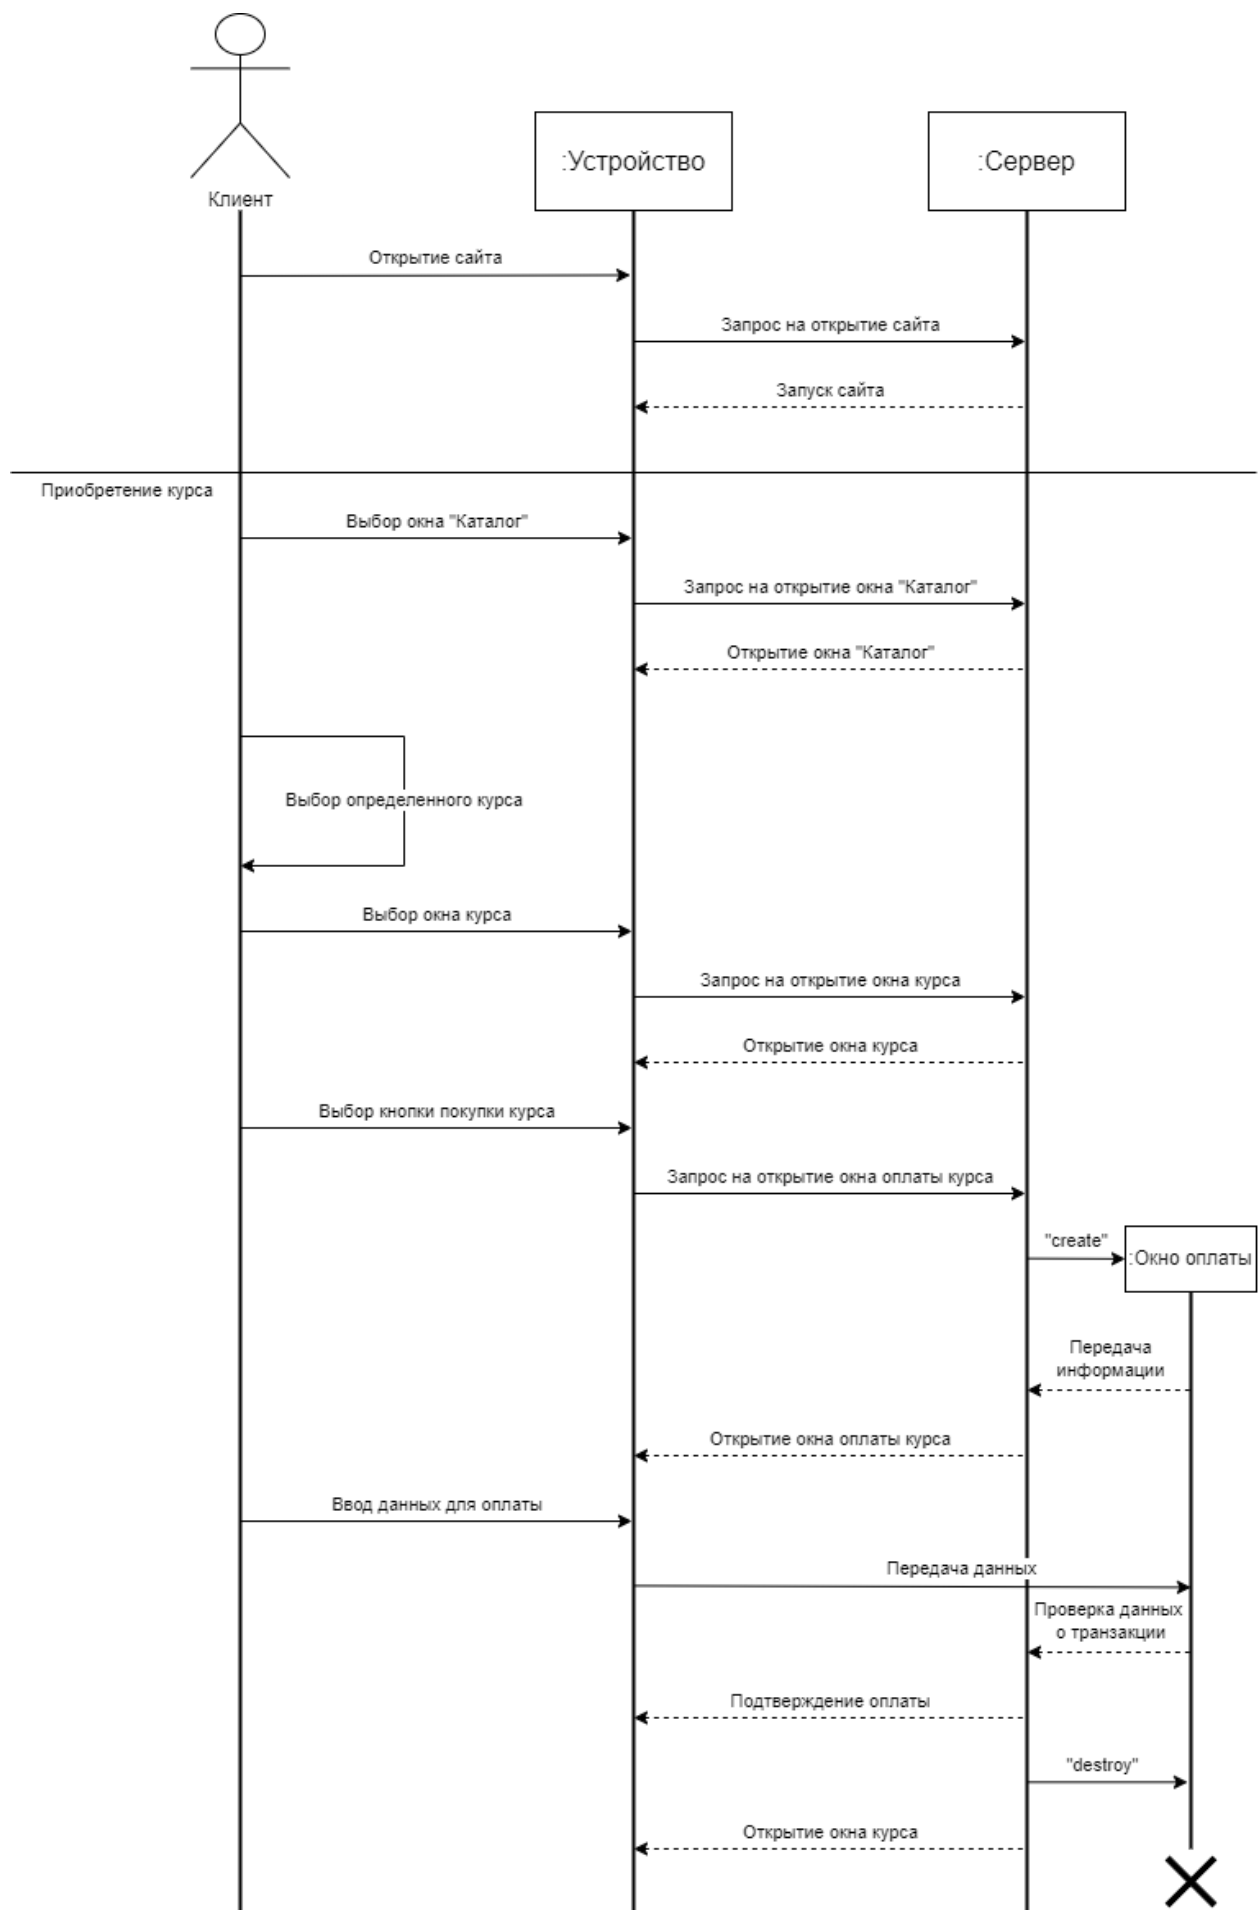 Клиент
:Устройство
:Сервер
Открытие сайта
Запрос на открытие сайта
Запуск сайта
Приобретение курса
Выбор окна "Каталог"
Запрос на открытие окна "Каталог"
Открытие окна "Каталог"
Выбор определенного курса
Выбор окна курса
Запрос на открытие окна курса
Открытие окна курса
Выбор кнопки покупки курса
Запрос на открытие окна оплаты курса
"create"
:Окно оплаты
Передача
информации
Открытие окна оплаты курса
Ввод данных для оплаты
Передача данных
Проверка данных
о транзакции
Подтверждение оплаты
"destroy"
Открытие окна курса